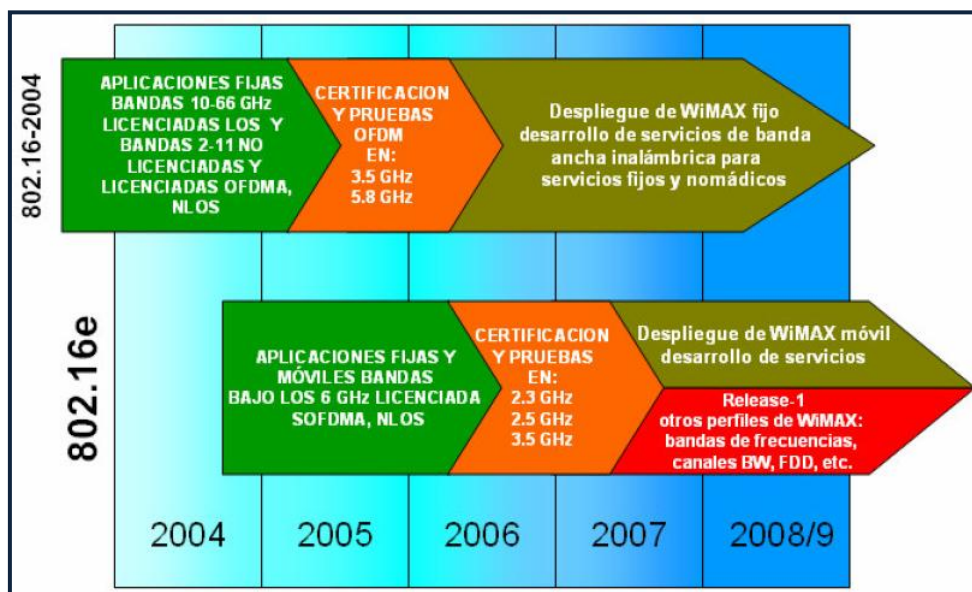 802.16-2004
APLICACIONES FIJAS
BANDAS 10-66 GHz
LICENCIADAS LOS Y
BANDAS 2-11 NO
LICENCIADAS Y
LICENCIADAS OFDMA,
NLOS
CERTIFICACION
Y PRUEBAS
OFDM
EN:
3.5 GHz
5.8 GHz
Despliegue de WiMAX fijo
desarrollo de servicios de banda
ancha inalámbrica para
servicios fijos y nomádicos
802.16e
APLICACIONES FIJAS Y
MÓVILES BANDAS
BAJO LOS 6 GHz LICENCIADA
SOFDMA, NLOS
CERTIFICACION
Y PRUEBAS
EN:
2.3 GHz
2.5 GHz
3.5 GHz
Despliegue de WiMAX móvil
desarrollo de servicios
Release-1
otros perfiles de WiMAX:
bandas de frecuencias,
canales BW, FDD, etc.
2004 2005 2006 2007 2008/9